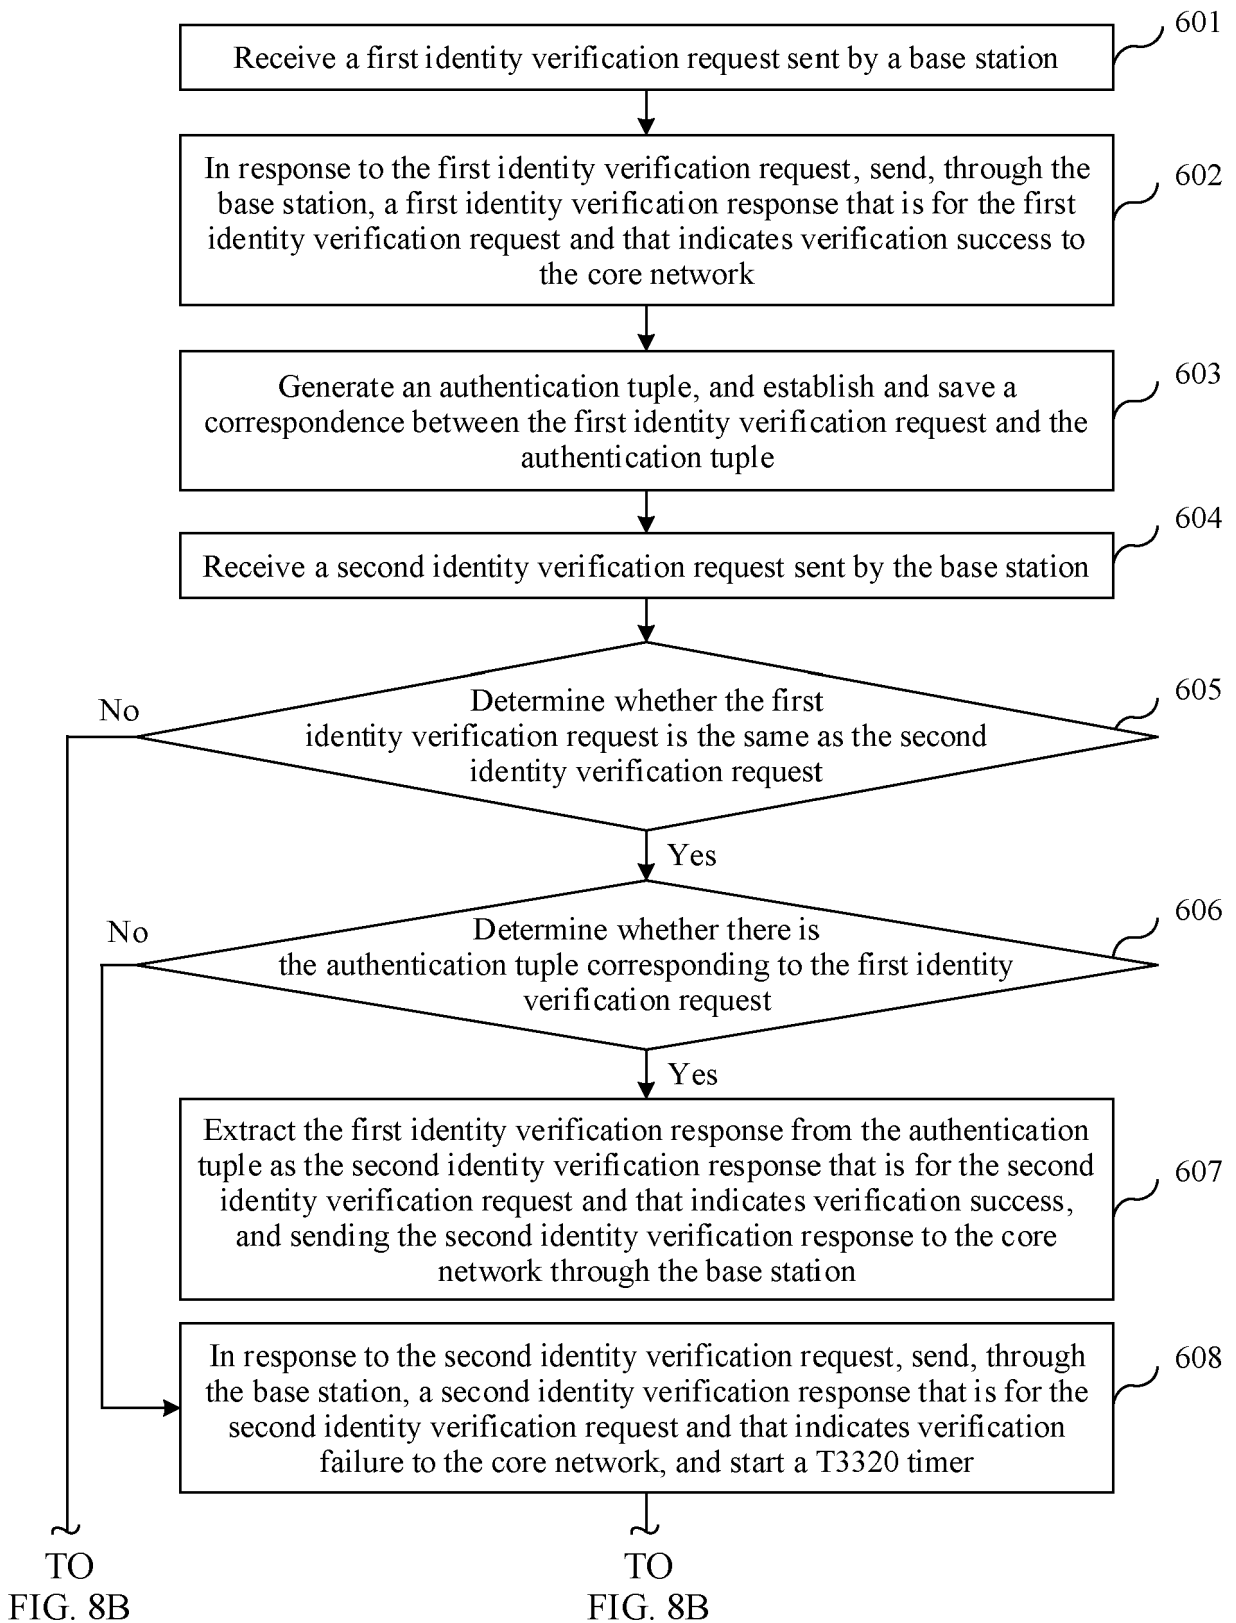 601
Receive a first identity verification request sent by a base station
602
In response to the first identity verification request, send, through the
base station, a first identity verification response that is for the first
identity verification request and that indicates verification success to
the core network
603
Generate an authentication tuple, and establish and save a
correspondence between the first identity verification request and the
authentication tuple
604
Receive a second identity verification request sent by the base station
605
No
Determine whether the first
identity verification request is the same as the second
identity verification request
Yes
606
No
Determine whether there is
the authentication tuple corresponding to the first identity
verification request
Yes
607
Extract the first identity verification response from the authentication
tuple as the second identity verification response that is for the second
identity verification request and that indicates verification success,
and sending the second identity verification response to the core
network through the base station
608
In response to the second identity verification request, send, through
the base station, a second identity verification response that is for the
second identity verification request and that indicates verification
failure to the core network, and start a T3320 timer
TO
FIG. 8B
TO
FIG. 8B